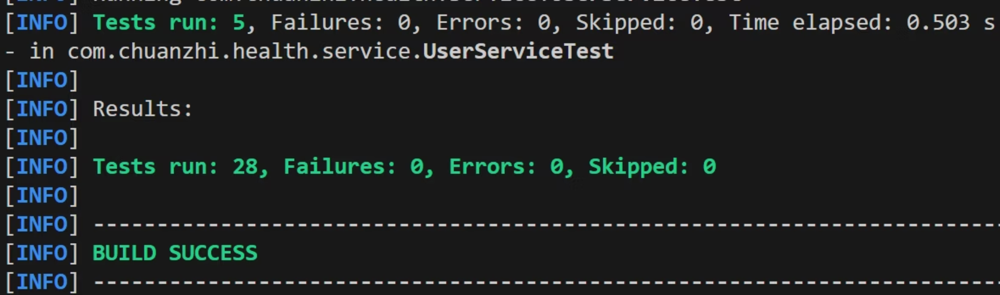 [INFO] Tests run: 5, Failures: 0, Errors: 0, Skipped: 0, Time elapsed: 0.503 s
- in com.chuanzhi.health.service.UserServiceTest
[INFO]
[INFO] Results:
[INFO]
[INFO] Tests run: 28, Failures: 0, Errors: 0, Skipped: 0
[INFO]
[INFO] ------------------------------------------------------------------------
[INFO] BUILD SUCCESS
[INFO] ------------------------------------------------------------------------